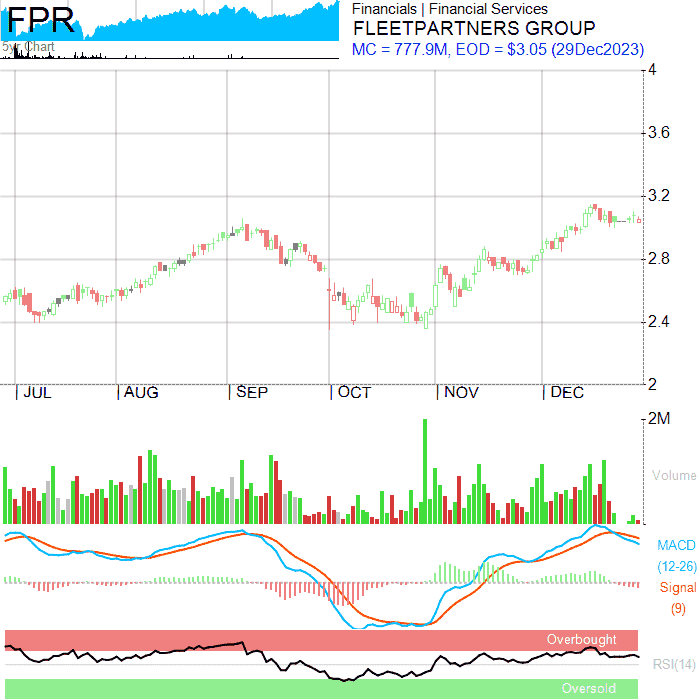 FPR
5yr Chart
Financials | Financial Services
FLEETPARTNERS GROUP
MC = 777.9M, EOD = $3.05 (29Dec2023)
4
3.6
3.2
2.8
2.4
2
| JUL | AUG | SEP | OCT | NOV | DEC
2M
Volume
MACD
(12-26)
Signal
(9)
Overbought
RSI(14)
Oversold